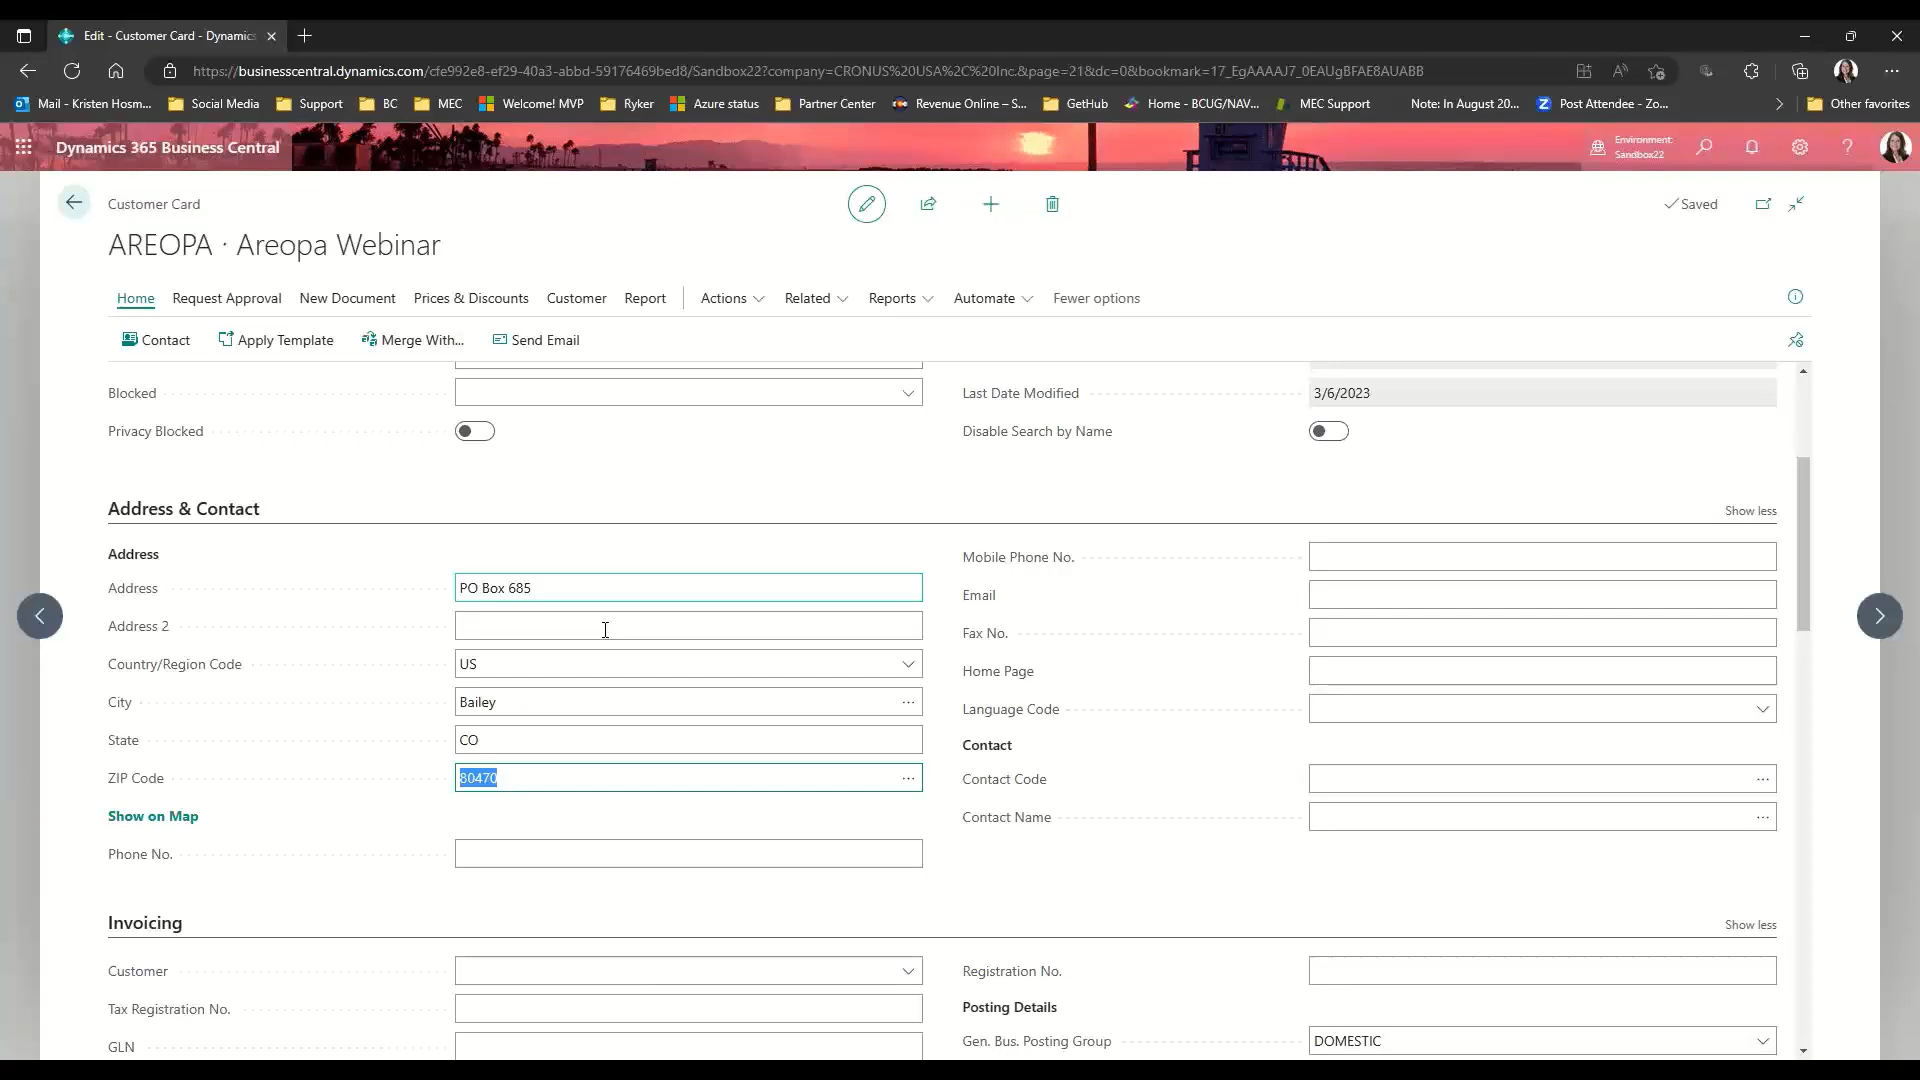 Edit - Customer Card - Dynamics
https://businesscentral.dynamics.com/cfe992e8-ef29-40a3-abbd-59176469bed8/Sandbox22?company=CRONUS%20USA%2C%20Inc.&page=21&dc=0&bookmark=17_EgAAAAJ7_0EAUgBFAE8AUABB
Mail - Kristen Hosm... Social Media Support BC MEC Welcome! MVP Ryker Azure status Partner Center Revenue Online – S... GetHub Home - BCUG/NAV... MEC Support Note: In August 20... Post Attendee - Zo... Other favorites
Dynamics 365 Business Central
Environment:
Sandbox22
Customer Card
Saved
AREOPA · Areopa Webinar
Home Request Approval New Document Prices & Discounts Customer Report Actions Related Reports Automate Fewer options
Contact Apply Template Merge With... Send Email
Blocked
Last Date Modified 3/6/2023
Privacy Blocked
Disable Search by Name
Address & Contact
Show less
Address
Address PO Box 685
Address 2
Country/Region Code US
City Bailey
State CO
ZIP Code 80470
Show on Map
Phone No.
Mobile Phone No.
Email
Fax No.
Home Page
Language Code
Contact
Contact Code
Contact Name
Invoicing
Show less
Customer
Tax Registration No.
GLN
Registration No.
Posting Details
Gen. Bus. Posting Group DOMESTIC